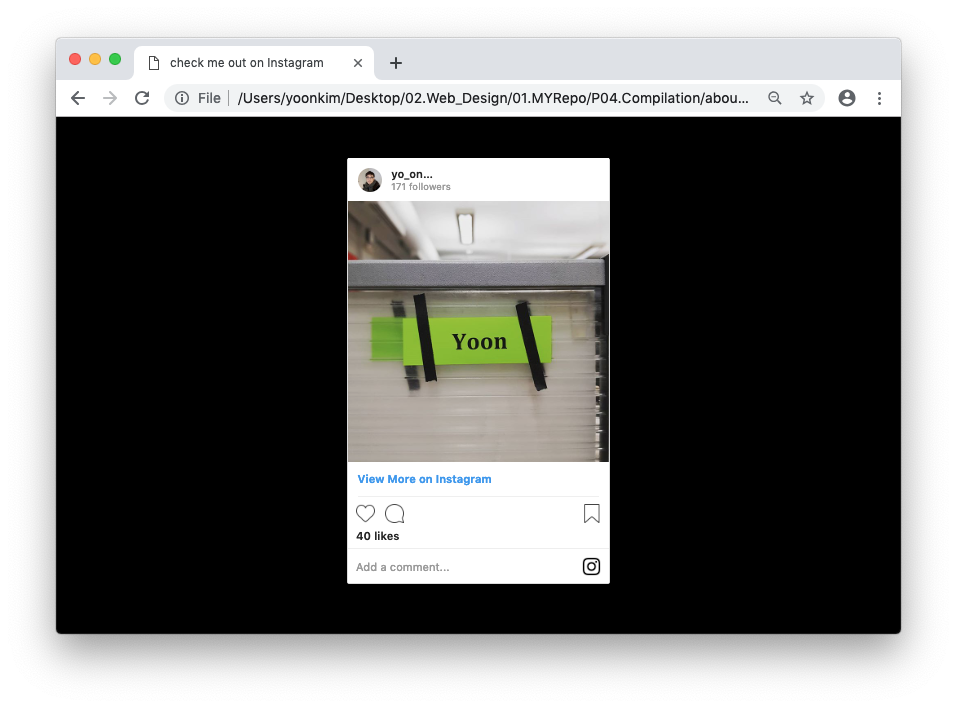 check me out on Instagram
File
/Users/yoonkim/Desktop/02.Web_Design/01.MYRepo/P04.Compilation/abou...
yo_on...
171 followers
Yoon
View More on Instagram
40 likes
Add a comment...